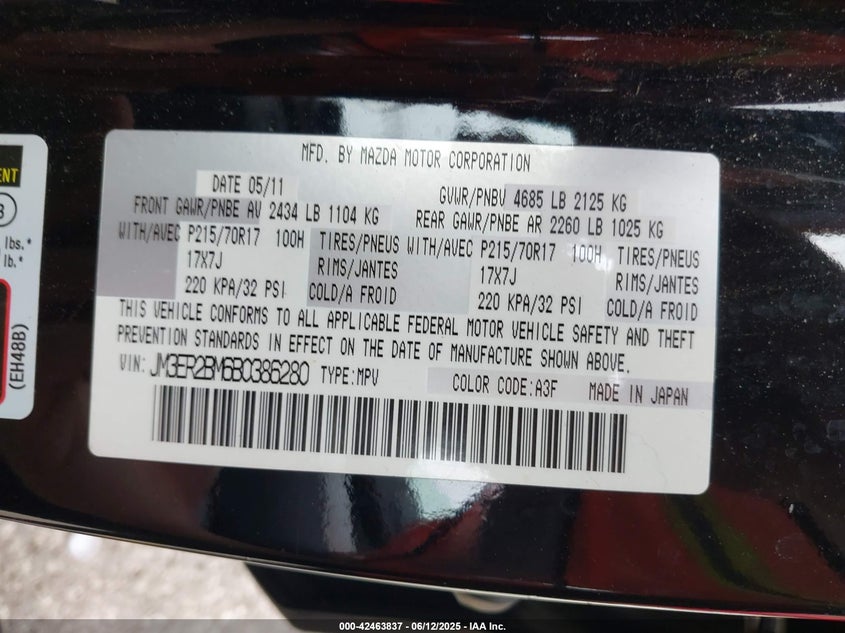 MFD. BY MAZDA MOTOR CORPORATION
DATE 05/11
GVWR/PNBV 4685 LB 2125 KG
FRONT GAWR/PNBE AV 2434 LB 1104 KG
REAR GAWR/PNBE AR 2260 LB 1025 KG
WITH/AVEC P215/70R17 100H TIRES/PNEUS WITH/AVEC P215/70R17 100H TIRES/PNEUS
17X7J RIMS/JANTES 17X7J RIMS/JANTES
220 KPA/32 PSI COLD/A FROID 220 KPA/32 PSI COLD/A FROID
THIS VEHICLE CONFORMS TO ALL APPLICABLE FEDERAL MOTOR VEHICLE SAFETY AND THEFT
PREVENTION STANDARDS IN EFFECT ON THE DATE OF MANUFACTURE SHOWN ABOVE.
VIN: JM3ER2BM6B0386280 TYPE:MPV COLOR CODE:A3F MADE IN JAPAN
lbs.*
lb.*
(EH48B)
000-42463837 - 06/12/2025 - IAA Inc.